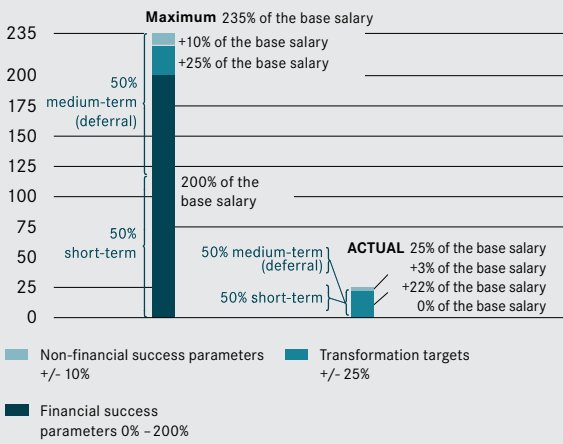 Maximum 235% of the base salary
235
+10% of the base salary
+25% of the base salary
200
50%
medium-term
(deferral)
175
150
125
200% of the
base salary
100
75
50%
short-term
50
25
0
50% medium-term
(deferral)
50% short-term
ACTUAL 25% of the base salary
+3% of the base salary
+22% of the base salary
0% of the base salary
Non-financial success parameters
+/- 10%
Transformation targets
+/- 25%
Financial success
parameters 0% –200%